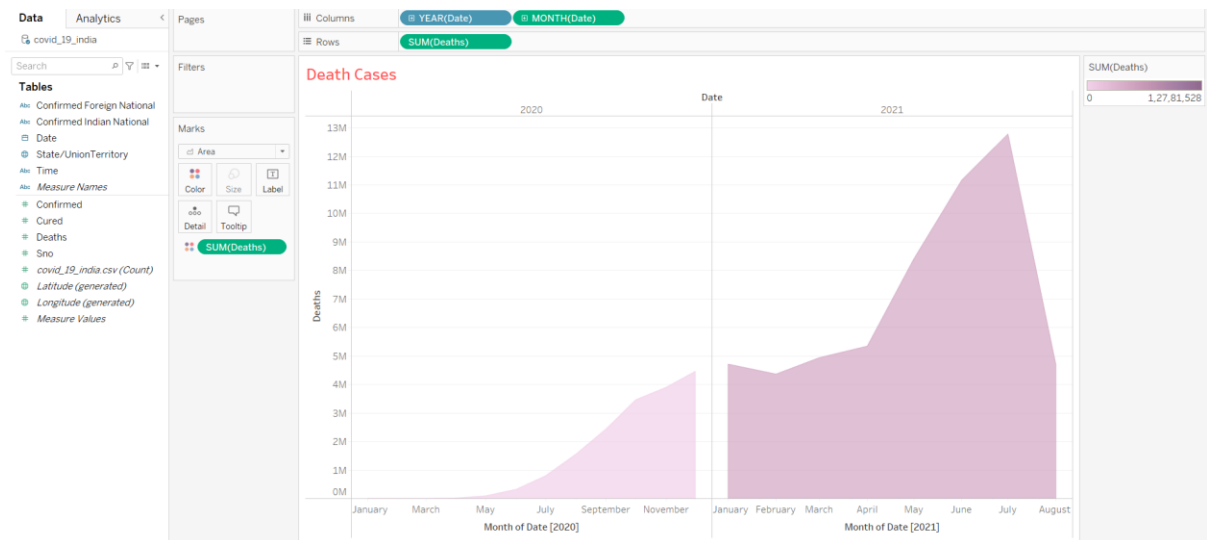 Data Analytics <
covid_19_india
Search
Tables
Abc Confirmed Foreign National
Abc Confirmed Indian National
Date
State/UnionTerritory
Abc Time
Abc Measure Names
# Confirmed
# Cured
# Deaths
# Sno
# covid_19_india.csv (Count)
Latitude (generated)
Longitude (generated)
# Measure Values
Pages
Filters
Marks
Area
Color Size Label
Detail Tooltip
SUM(Deaths)
Columns YEAR(Date) MONTH(Date)
Rows SUM(Deaths)
Death Cases
Date
2020 2021
13M
12M
11M
10M
9M
8M
7M
6M
5M
4M
3M
2M
1M
0M
Deaths
January March May July September November January February March April May June July August
Month of Date [2020] Month of Date [2021]
SUM(Deaths)
0 1,27,81,528